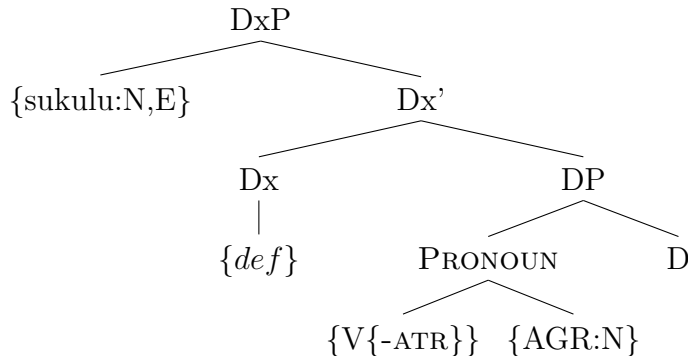 DxP
{sukulu:N,E} Dx'
Dx DP
{def} PRONOUN D
{V{-ATR}} {AGR:N}